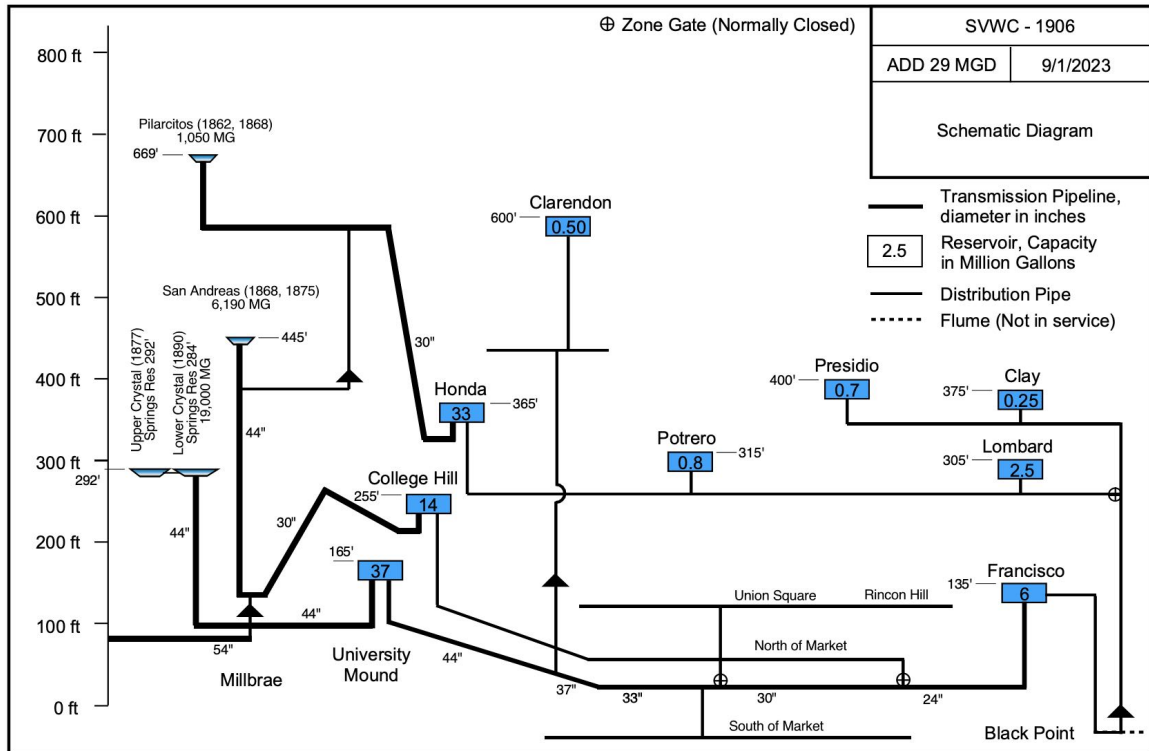 Zone Gate (Normally Closed)
SVWC - 1906
ADD 29 MGD
9/1/2023
Schematic Diagram
Transmission Pipeline,
diameter in inches
2.5
Reservoir, Capacity
in Million Gallons
Distribution Pipe
Flume (Not in service)
800 ft
700 ft
600 ft
500 ft
400 ft
300 ft
200 ft
100 ft
0 ft
Pilarcitos (1862, 1868)
1,050 MG
669'
San Andreas (1868, 1875)
6,190 MG
445'
Upper Crystal (1877)
Springs Res 292'
Lower Crystal (1890)
Springs Res 284'
19,000 MG
292'
44"
44"
30"
30"
44"
54"
Millbrae
Clarendon
600'
0.50
Honda
33
365'
College Hill
255'
14
165'
37
University
Mound
44"
37"
33"
30"
24"
Potrero
0.8
315'
Presidio
400'
0.7
Clay
375'
0.25
Lombard
305'
2.5
Francisco
135'
6
Union Square
Rincon Hill
North of Market
South of Market
Black Point